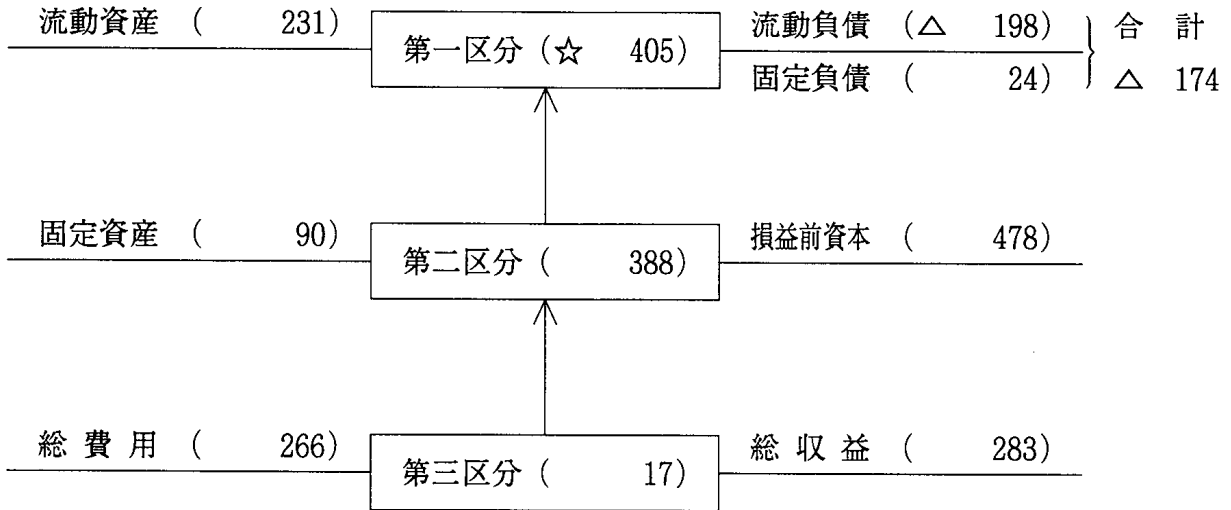 流動資産 ( 231) 第一区分 (☆ 405) 流動負債 (△ 198) 合 計
固定負債 ( 24) △ 174
固定資産 ( 90) 第二区分 ( 388) 損益前資本 ( 478)
総 費 用 ( 266) 第三区分 ( 17) 総 収 益 ( 283)